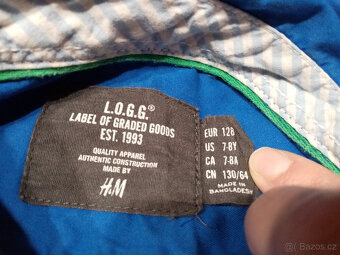 L.O.G.G.®
LABEL OF GRADED GOODS
EST. 1993
QUALITY APPAREL
AUTHENTIC CONSTRUCTION
MADE BY
H&M
EUR 128
US 7-8Y
CA 7-8A
CN 130/64
MADE IN
BANGLADESH
bazos.cz